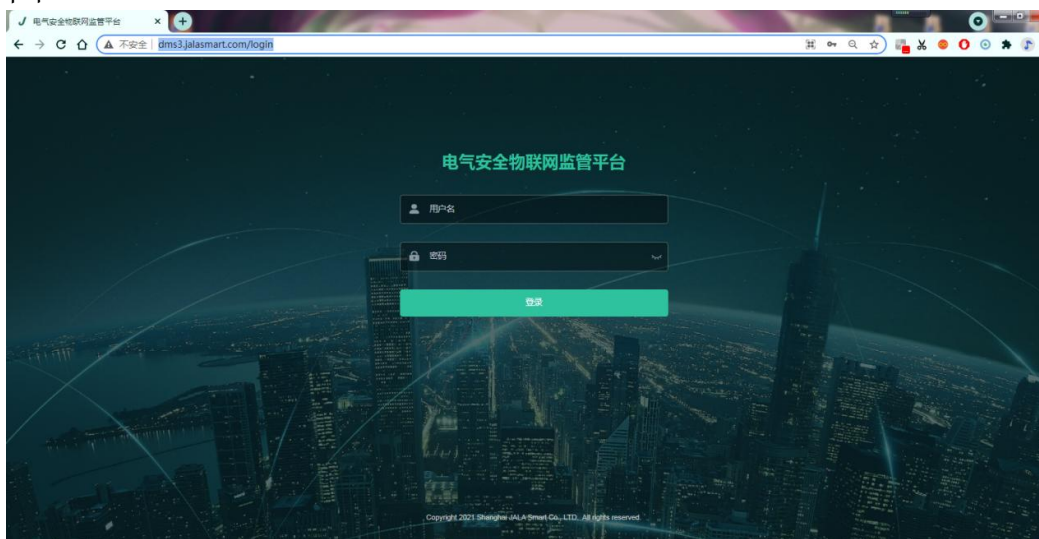 电气安全物联网监管平台
不安全 | dms3.jalasmart.com/login
电气安全物联网监管平台
用户名
密码
登录
Copyright 2021 Shanghai JALA Smart Co., LTD. All rights reserved.